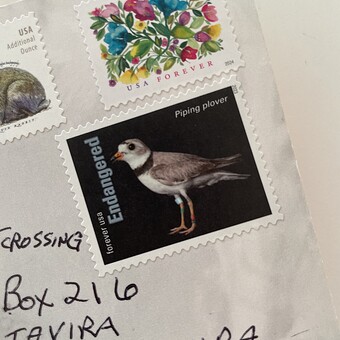 USA
Additional
Ounce
USA FOREVER
2024
Piping plover
Endangered
forever usa
CROSSING
Box 216
TAVIRA